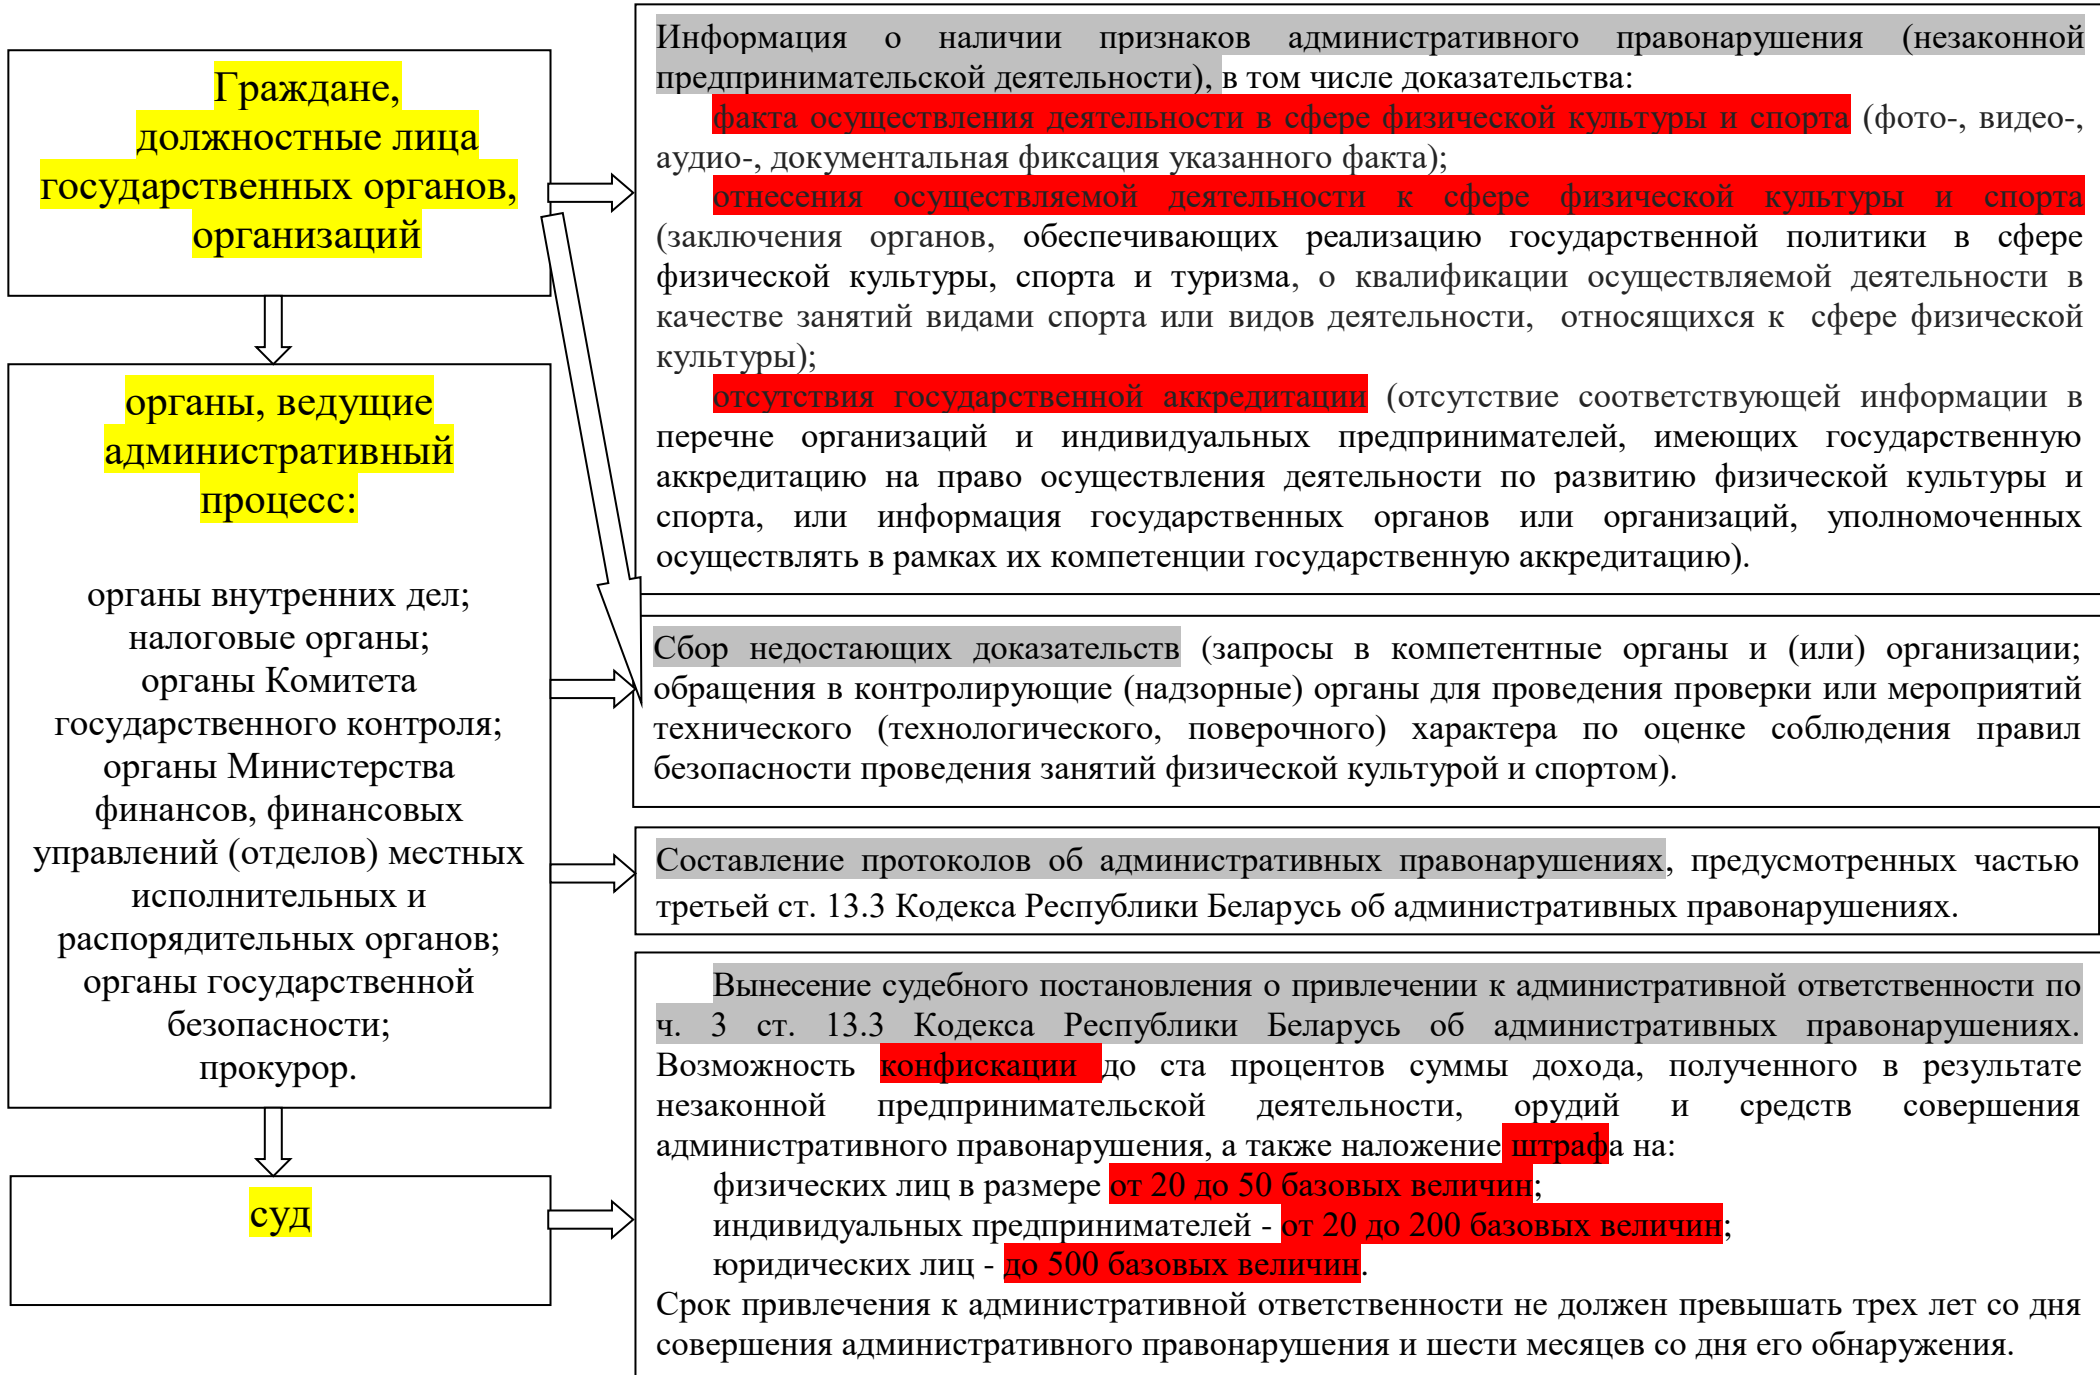 Граждане,
должностные лица
государственных органов,
организаций
органы, ведущие
административный
процесс:
органы внутренних дел;
налоговые органы;
органы Комитета
государственного контроля;
органы Министерства
финансов, финансовых
управлений (отделов) местных
исполнительных и
распорядительных органов;
органы государственной
безопасности;
прокурор.
суд
Информация о наличии признаков административного правонарушения (незаконной
предпринимательской деятельности), в том числе доказательства:
факта осуществления деятельности в сфере физической культуры и спорта (фото-, видео-,
аудио-, документальная фиксация указанного факта);
отнесения осуществляемой деятельности к сфере физической культуры и спорта
(заключения органов, обеспечивающих реализацию государственной политики в сфере
физической культуры, спорта и туризма, о квалификации осуществляемой деятельности в
качестве занятий видами спорта или видов деятельности, относящихся к сфере физической
культуры);
отсутствия государственной аккредитации (отсутствие соответствующей информации в
перечне организаций и индивидуальных предпринимателей, имеющих государственную
аккредитацию на право осуществления деятельности по развитию физической культуры и
спорта, или информация государственных органов или организаций, уполномоченных
осуществлять в рамках их компетенции государственную аккредитацию).
Сбор недостающих доказательств (запросы в компетентные органы и (или) организации;
обращения в контролирующие (надзорные) органы для проведения проверки или мероприятий
технического (технологического, поверочного) характера по оценке соблюдения правил
безопасности проведения занятий физической культурой и спортом).
Составление протоколов об административных правонарушениях, предусмотренных частью
третьей ст. 13.3 Кодекса Республики Беларусь об административных правонарушениях.
Вынесение судебного постановления о привлечении к административной ответственности по
ч. 3 ст. 13.3 Кодекса Республики Беларусь об административных правонарушениях.
Возможность конфискации до ста процентов суммы дохода, полученного в результате
незаконной предпринимательской деятельности, орудий и средств совершения
административного правонарушения, а также наложение штрафа на:
физических лиц в размере от 20 до 50 базовых величин;
индивидуальных предпринимателей - от 20 до 200 базовых величин;
юридических лиц - до 500 базовых величин.
Срок привлечения к административной ответственности не должен превышать трех лет со дня
совершения административного правонарушения и шести месяцев со дня его обнаружения.